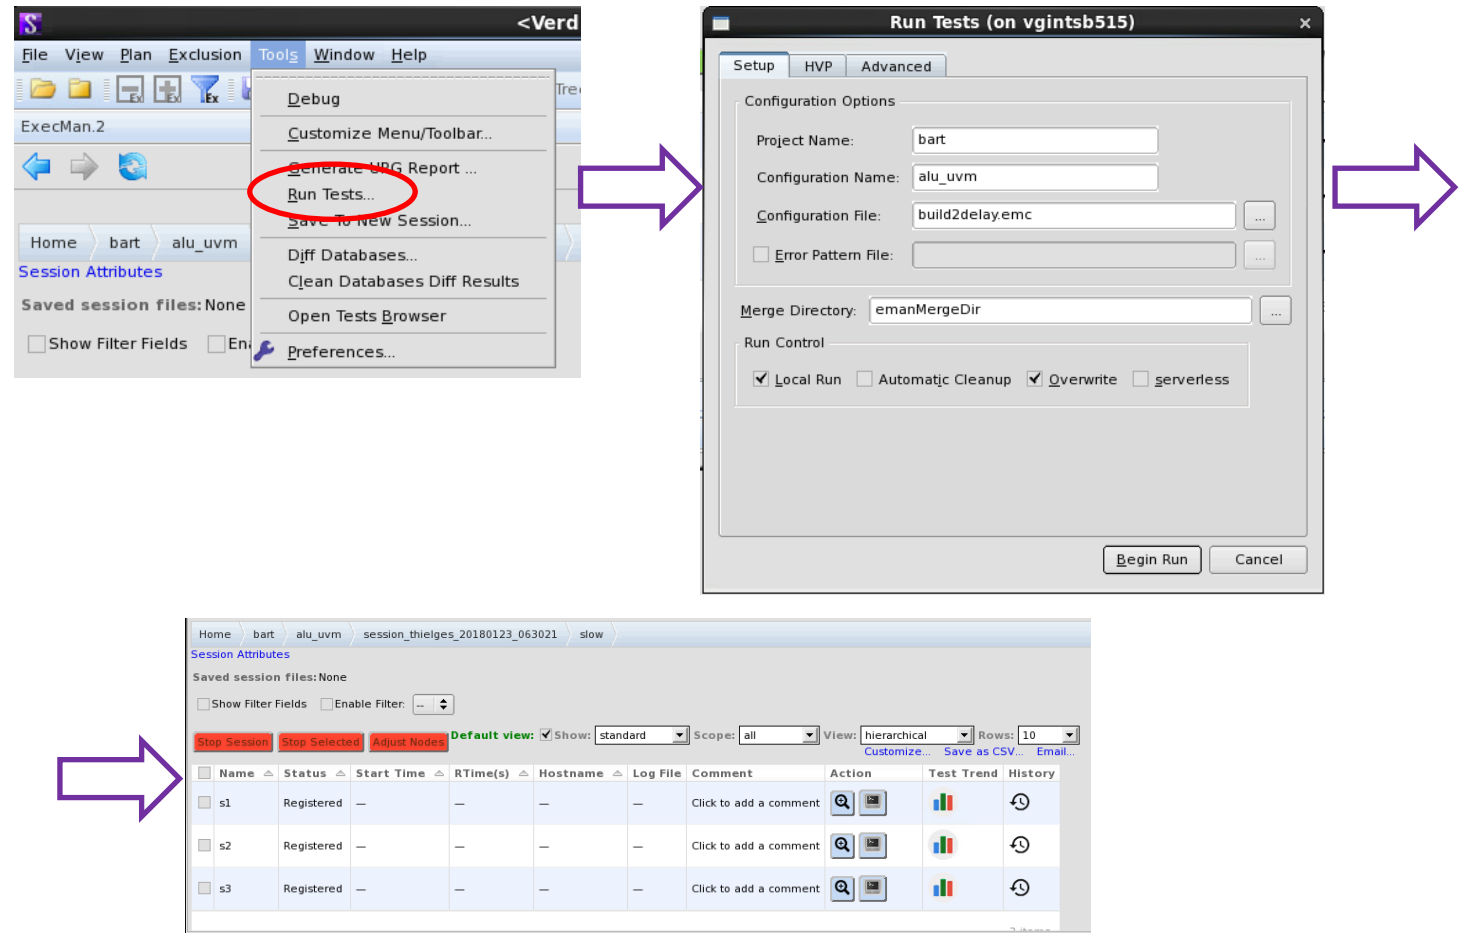 S
<Verd
File View Plan Exclusion Tools Window Help
Ex Ex Ex
Tree
ExecMan.2
Debug
Customize Menu/Toolbar...
Generate URG Report ...
Run Tests...
Save To New Session...
Diff Databases...
Clean Databases Diff Results
Open Tests Browser
Preferences...
Home bart alu_uvm
Session Attributes
Saved session files: None
Show Filter Fields Ena
Run Tests (on vgintsb515) ×
Setup HVP Advanced
Configuration Options
Project Name: bart
Configuration Name: alu_uvm
Configuration File: build2delay.emc ...
Error Pattern File: ...
Merge Directory: emanMergeDir ...
Run Control
Local Run Automatic Cleanup Overwrite serverless
Begin Run Cancel
Home bart alu_uvm session_thielges_20180123_063021 slow
Session Attributes
Saved session files: None
Show Filter Fields Enable Filter: --
Stop Session Stop Selected Adjust Nodes Default view: Show: standard Scope: all View: hierarchical Rows: 10
Customize... Save as CSV... Email...
Name Status Start Time RTime(s) Hostname Log File Comment Action Test Trend History
s1 Registered — — — — Click to add a comment
s2 Registered — — — — Click to add a comment
s3 Registered — — — — Click to add a comment